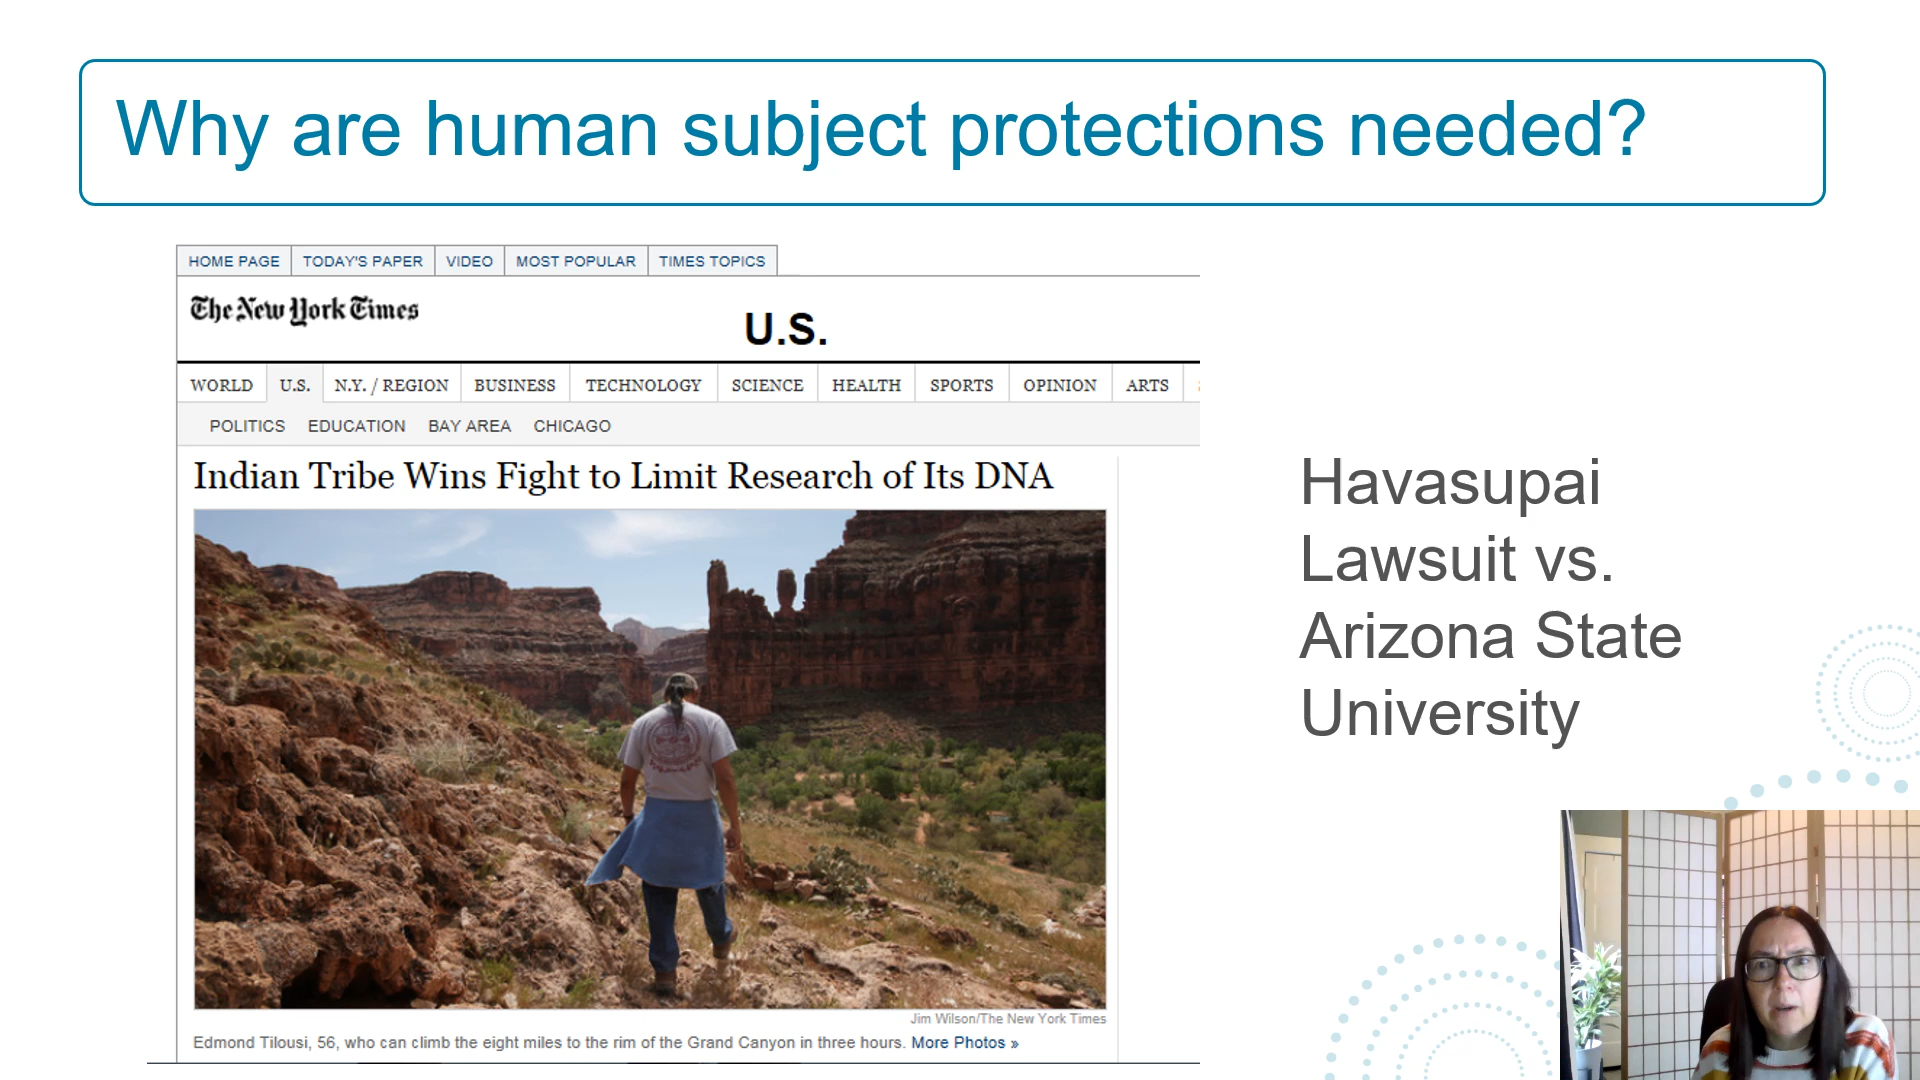 Why are human subject protections needed?
HOME PAGE TODAY'S PAPER VIDEO MOST POPULAR TIMES TOPICS
The New York Times
U.S.
WORLD U.S. N.Y. / REGION BUSINESS TECHNOLOGY SCIENCE HEALTH SPORTS OPINION ARTS
POLITICS EDUCATION BAY AREA CHICAGO
Indian Tribe Wins Fight to Limit Research of Its DNA
Jim Wilson/The New York Times
Edmond Tilousi, 56, who can climb the eight miles to the rim of the Grand Canyon in three hours. More Photos »
Havasupai
Lawsuit vs.
Arizona State
University